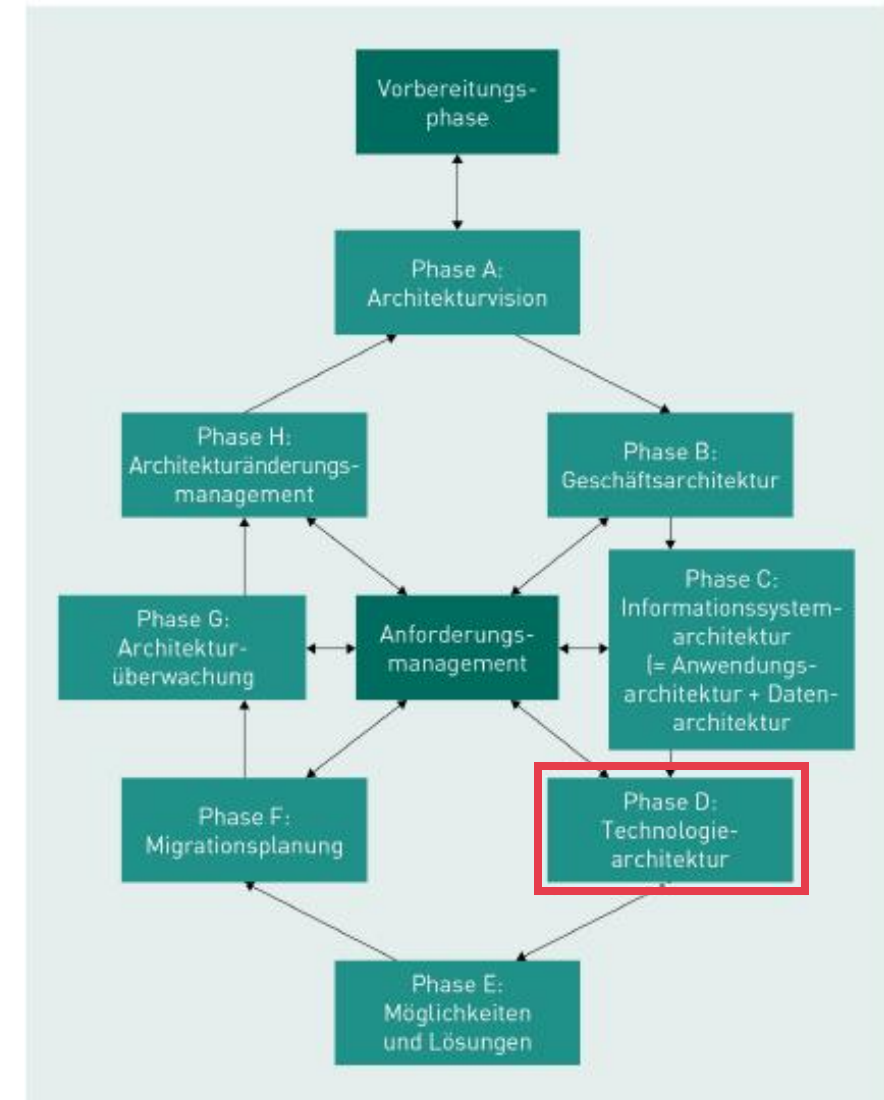 Vorbereitungs-
phase
Phase A:
Architekturvision
Phase H:
Architekturänderungs-
management
Phase B:
Geschäftsarchitektur
Phase G:
Architektur-
überwachung
Anforderungs-
management
Phase C:
Informationssystem-
architektur
(= Anwendungs-
architektur + Daten-
architektur
Phase F:
Migrationsplanung
Phase D:
Technologie-
architektur
Phase E:
Möglichkeiten
und Lösungen